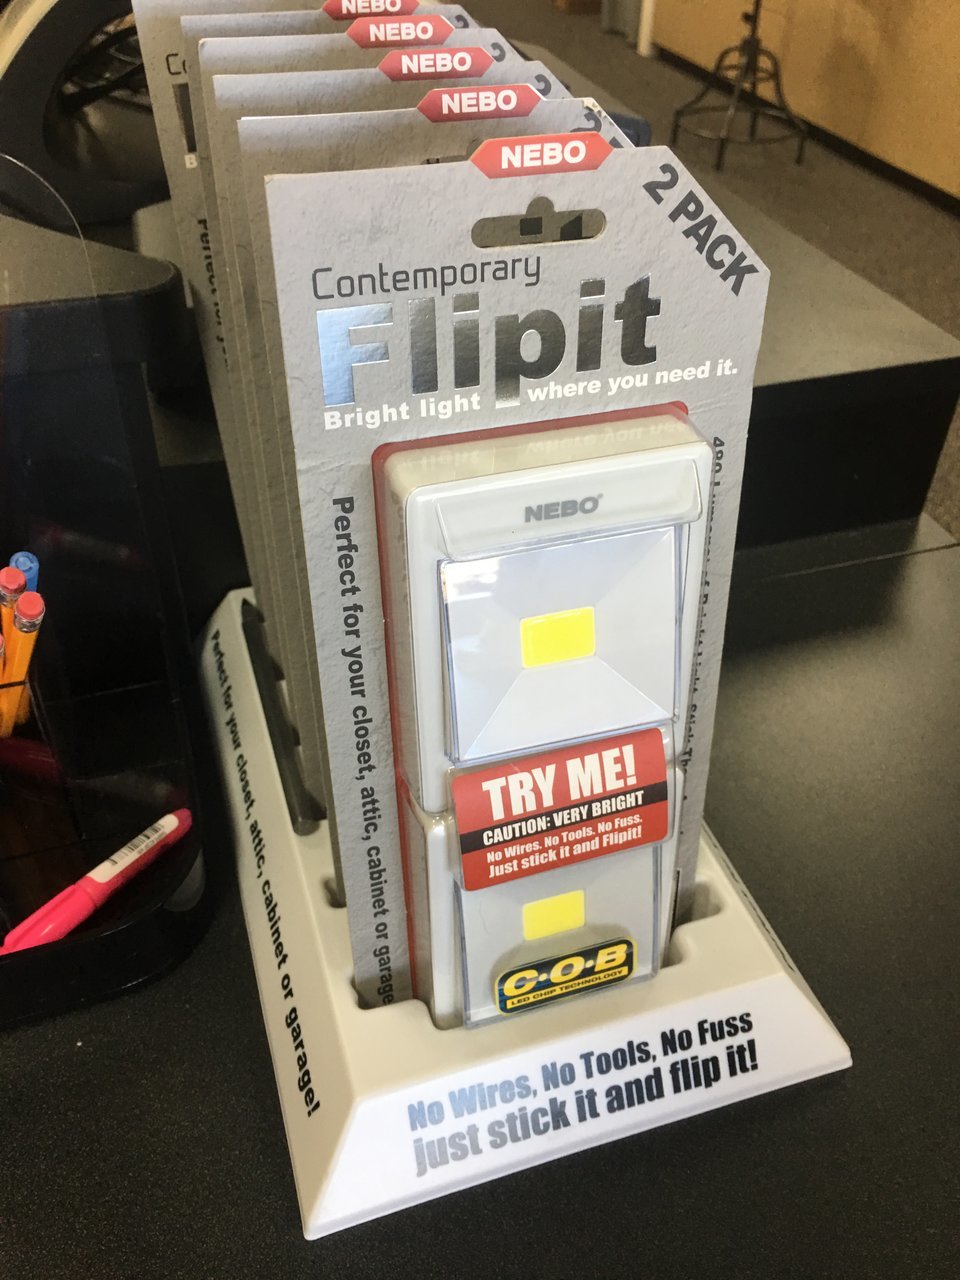 NEBO
NEBO
NEBO
NEBO
NEBO
2 PACK
Contemporary
Flipit
Bright light where you need it.
NEBO
Perfect for your closet, attic, cabinet or garage
TRY ME!
CAUTION: VERY BRIGHT
No Wires. No Tools. No Fuss.
Just stick it and Flipit!
C•O•B
LED CHIP TECHNOLOGY
Perfect for your closet, attic, cabinet or garage!
No Wires, No Tools, No Fuss
just stick it and flip it!